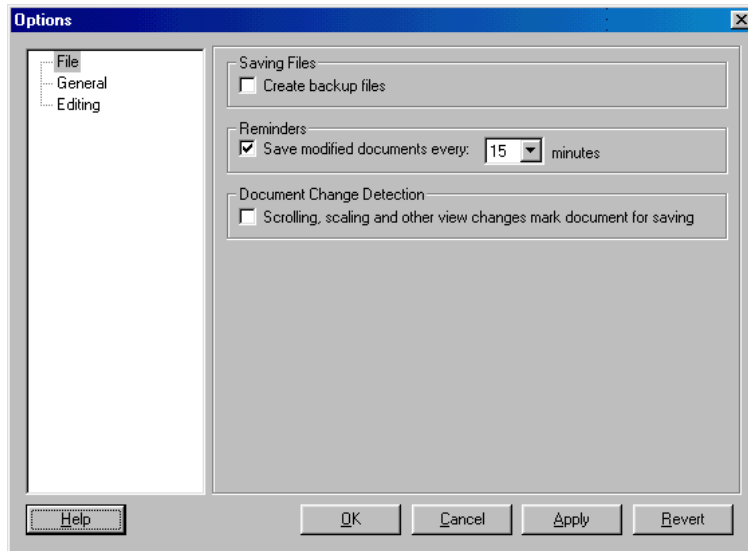 Options
File
General
Editing
Saving Files
Create backup files
Reminders
Save modified documents every: 15 minutes
Document Change Detection
Scrolling, scaling and other view changes mark document for saving
Help OK Cancel Apply Revert